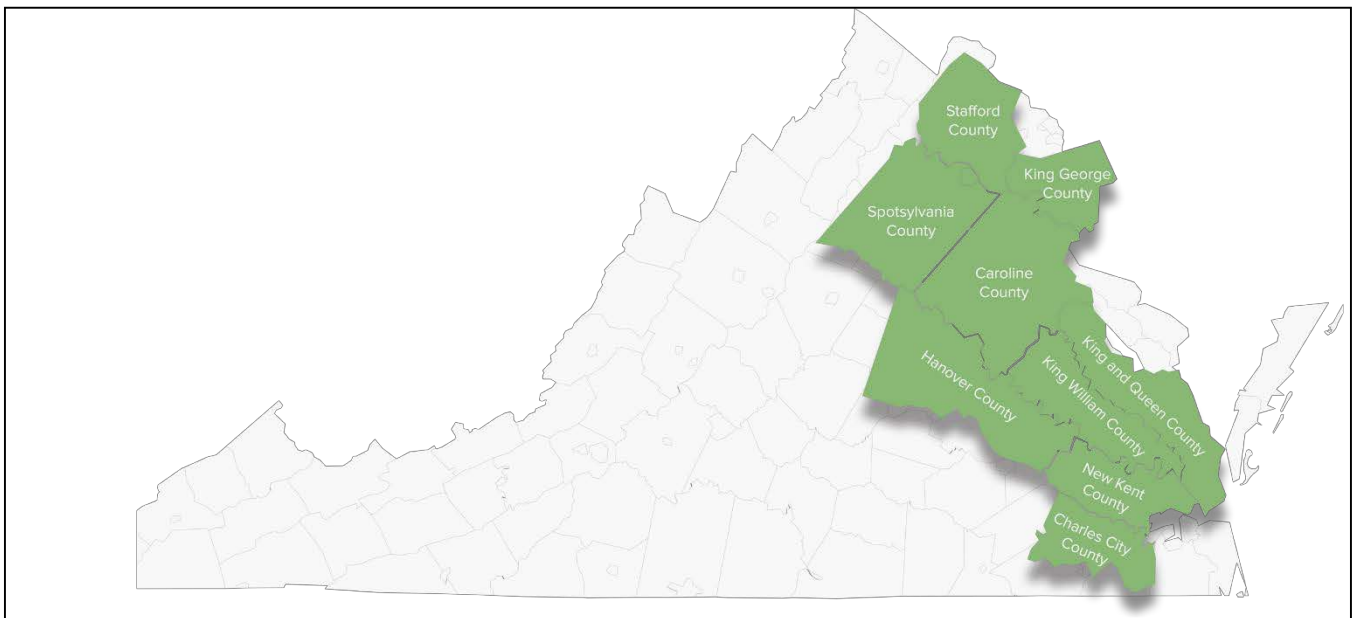 Stafford
County
King George
County
Spotsylvania
County
Caroline
County
King and Queen County
King William County
Hanover County
New Kent
County
Charles City
County